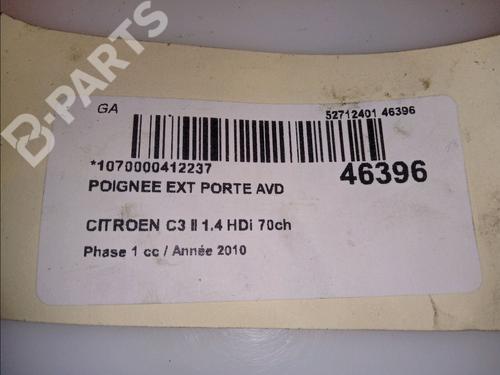 B-PARTS
GA
52712401 46396
*1070000412237
46396
POIGNEE EXT PORTE AVD
CITROEN C3 II 1.4 HDi 70ch
Phase 1 cc / Année 2010